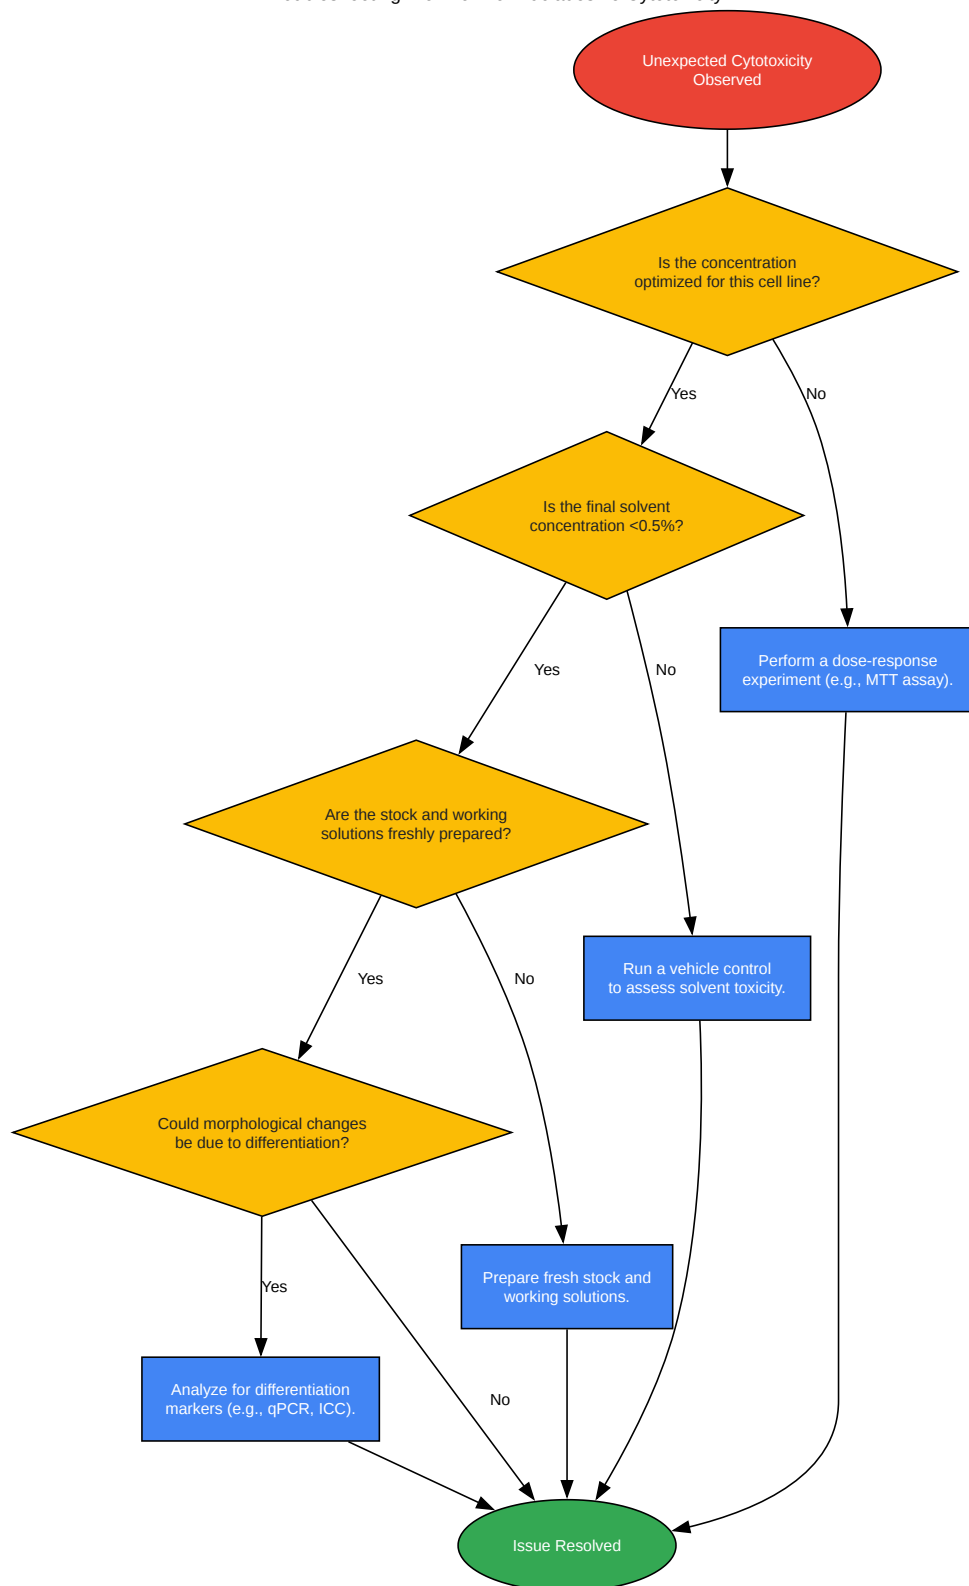 Unexpected Cytotoxicity
Observed
Is the concentration
optimized for this cell line?
Yes
No
Is the final solvent
concentration <0.5%?
Perform a dose-response
experiment (e.g., MTT assay).
Yes
No
Are the stock and working
solutions freshly prepared?
Run a vehicle control
to assess solvent toxicity.
Yes
No
Could morphological changes
be due to differentiation?
Prepare fresh stock and
working solutions.
Yes
Analyze for differentiation
markers (e.g., qPCR, ICC).
No
Issue Resolved